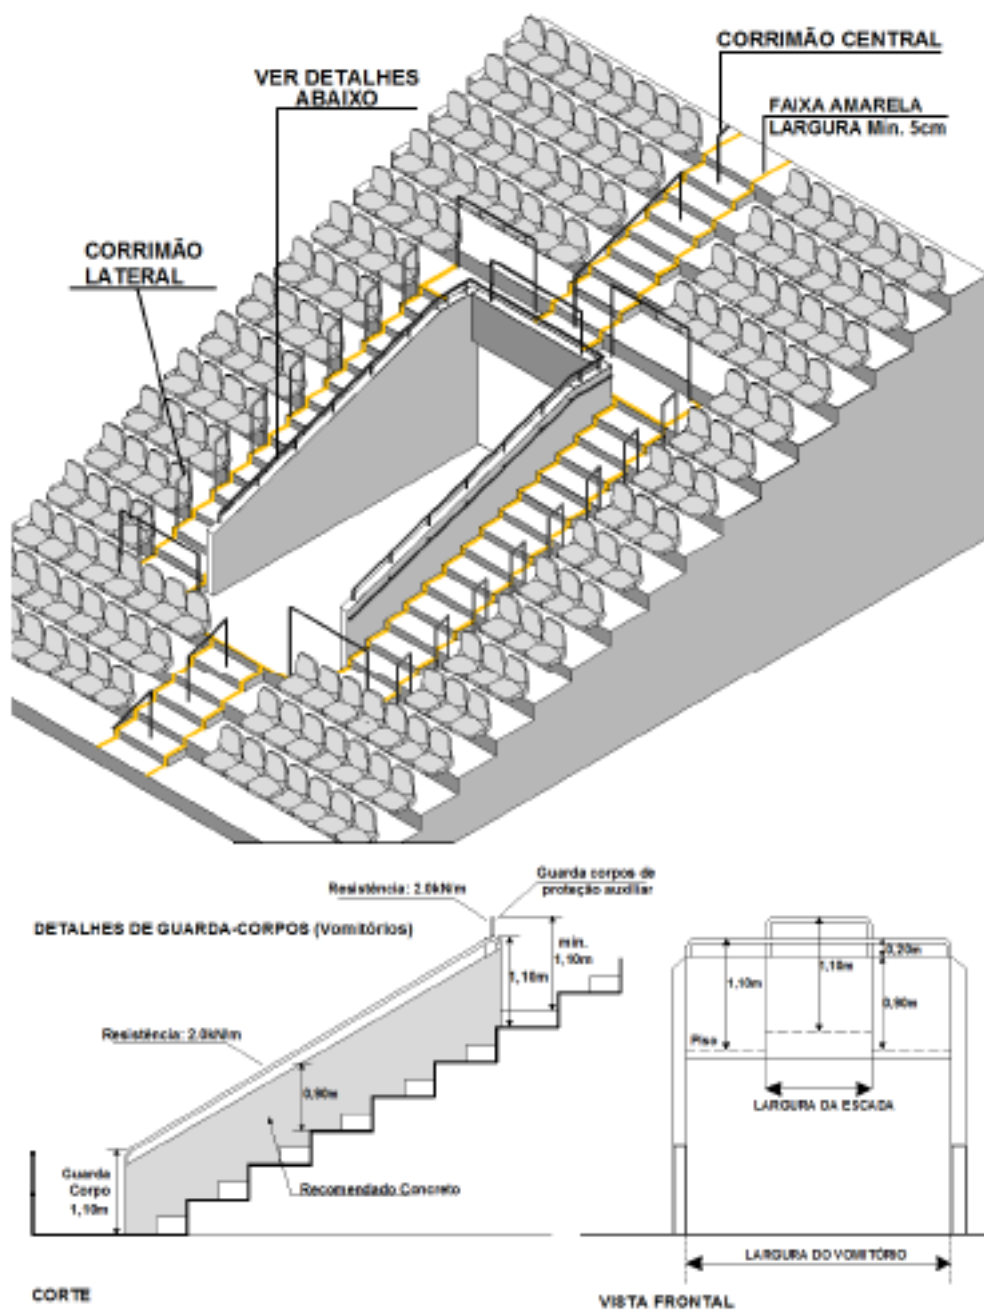 CORRIMÃO CENTRAL
VER DETALHES
ABAIXO
FAIXA AMARELA
LARGURA Min. 5cm
CORRIMÃO
LATERAL
Guarda corpos de
proteção auxiliar
Resistência: 2.0kN/m
DETALHES DE GUARDA-CORPOS (Vomitórios)
min.
1,10m
1,10m
0,20m
1,10m
1,10m
0,90m
Resistência: 2.0kN/m
Piso
0,90m
LARGURA DA ESCADA
Guarda
Corpo
1,10m
Recomendado Concreto
LARGURA DO VOMITÓRIO
CORTE
VISTA FRONTAL